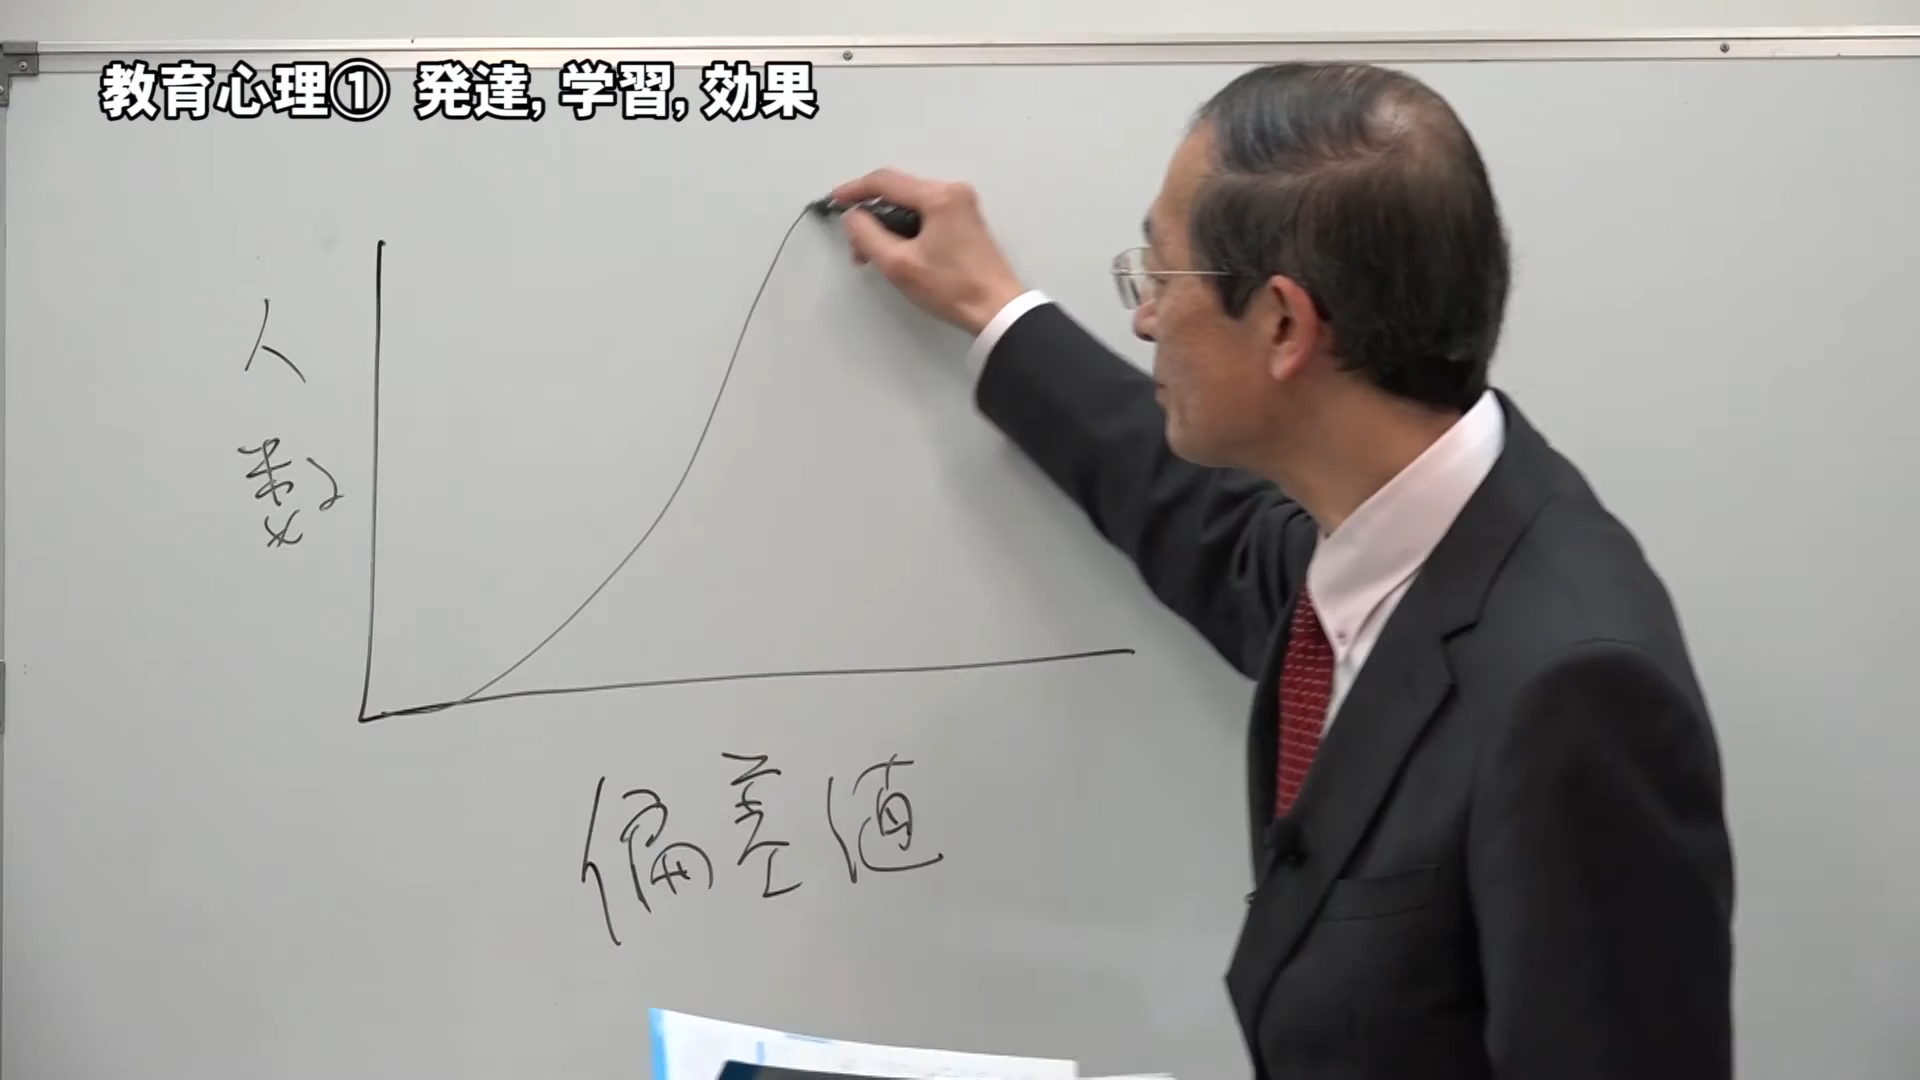 教育心理① 発達, 学習, 効果
人数
偏差値